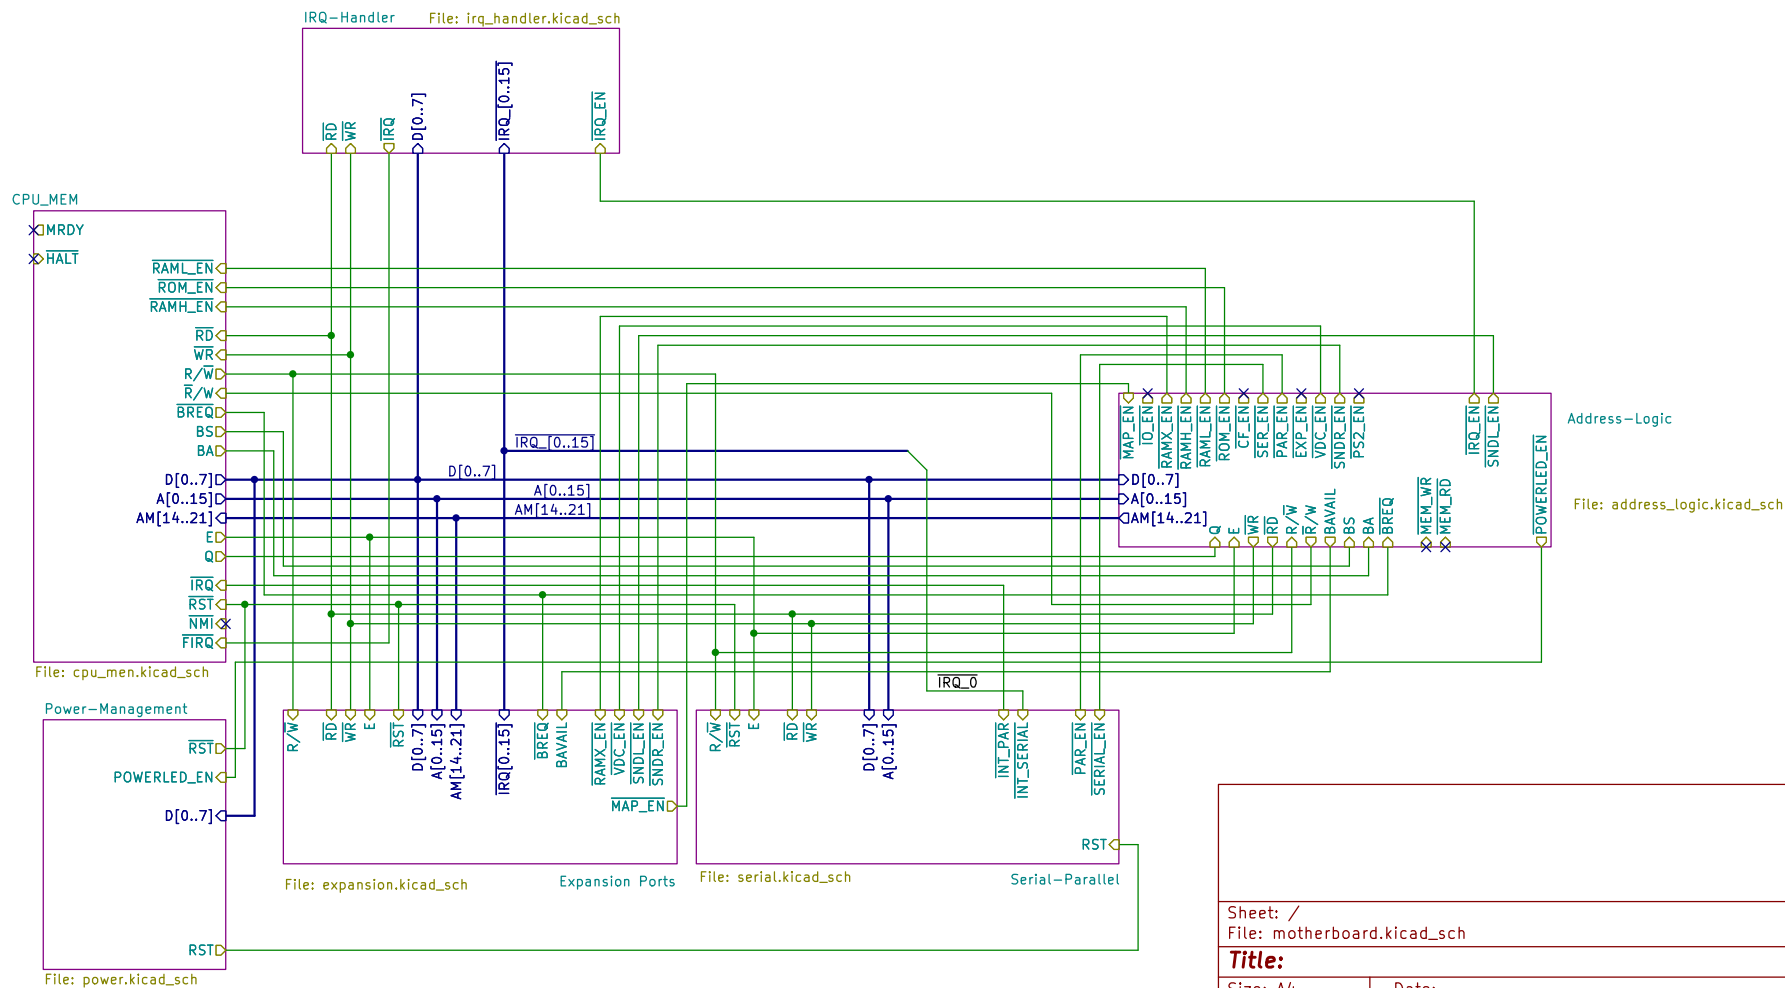 IRQ-Handler
File: irq_handler.kicad_sch
RD
WR
IRQ
D[0..7]
IRQ_[0..15]
IRQ_EN
CPU_MEM
MRDY
HALT
RAML_EN
ROM_EN
RAMH_EN
RD
WR
R/W
R/W
BREQ
BS
BA
D[0..7]
A[0..15]
AM[14..21]
E
Q
IRQ
RST
NMI
FIRQ
File: cpu_men.kicad_sch
IRQ_[0..15]
D[0..7]
A[0..15]
AM[14..21]
IRQ_0
Address-Logic
File: address_logic.kicad_sch
MAP_EN
IO_EN
RAMX_EN
RAMH_EN
RAML_EN
ROM_EN
CF_EN
SER_EN
PAR_EN
EXP_EN
VDC_EN
SNDR_EN
PS2_EN
IRQ_EN
SNDL_EN
D[0..7]
A[0..15]
AM[14..21]
Q
E
WR
RD
R/W
R/W
BAVAIL
BS
BA
BREQ
MEM_WR
MEM_RD
POWERLED_EN
Power-Management
RST
POWERLED_EN
D[0..7]
RST
File: power.kicad_sch
R/W
RD
WR
E
RST
D[0..7]
A[0..15]
AM[14..21]
IRQ[0..15]
BREQ
BAVAIL
RAMX_EN
VDC_EN
SNDL_EN
SNDR_EN
MAP_EN
File: expansion.kicad_sch
Expansion Ports
R/W
RST
E
RD
WR
D[0..7]
A[0..15]
INT_PAR
INT_SERIAL
PAR_EN
SERIAL_EN
RST
File: serial.kicad_sch
Serial-Parallel
Sheet: /
File: motherboard.kicad_sch
Title:
Size: A4
Date: